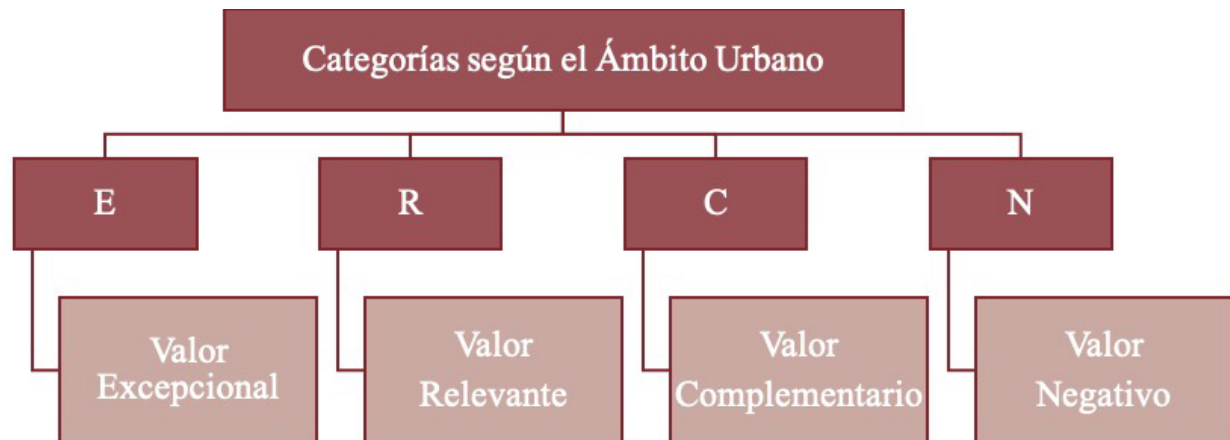 Categorías según el Ámbito Urbano
E
R
C
N
Valor
Excepcional
Valor
Relevante
Valor
Complementario
Valor
Negativo